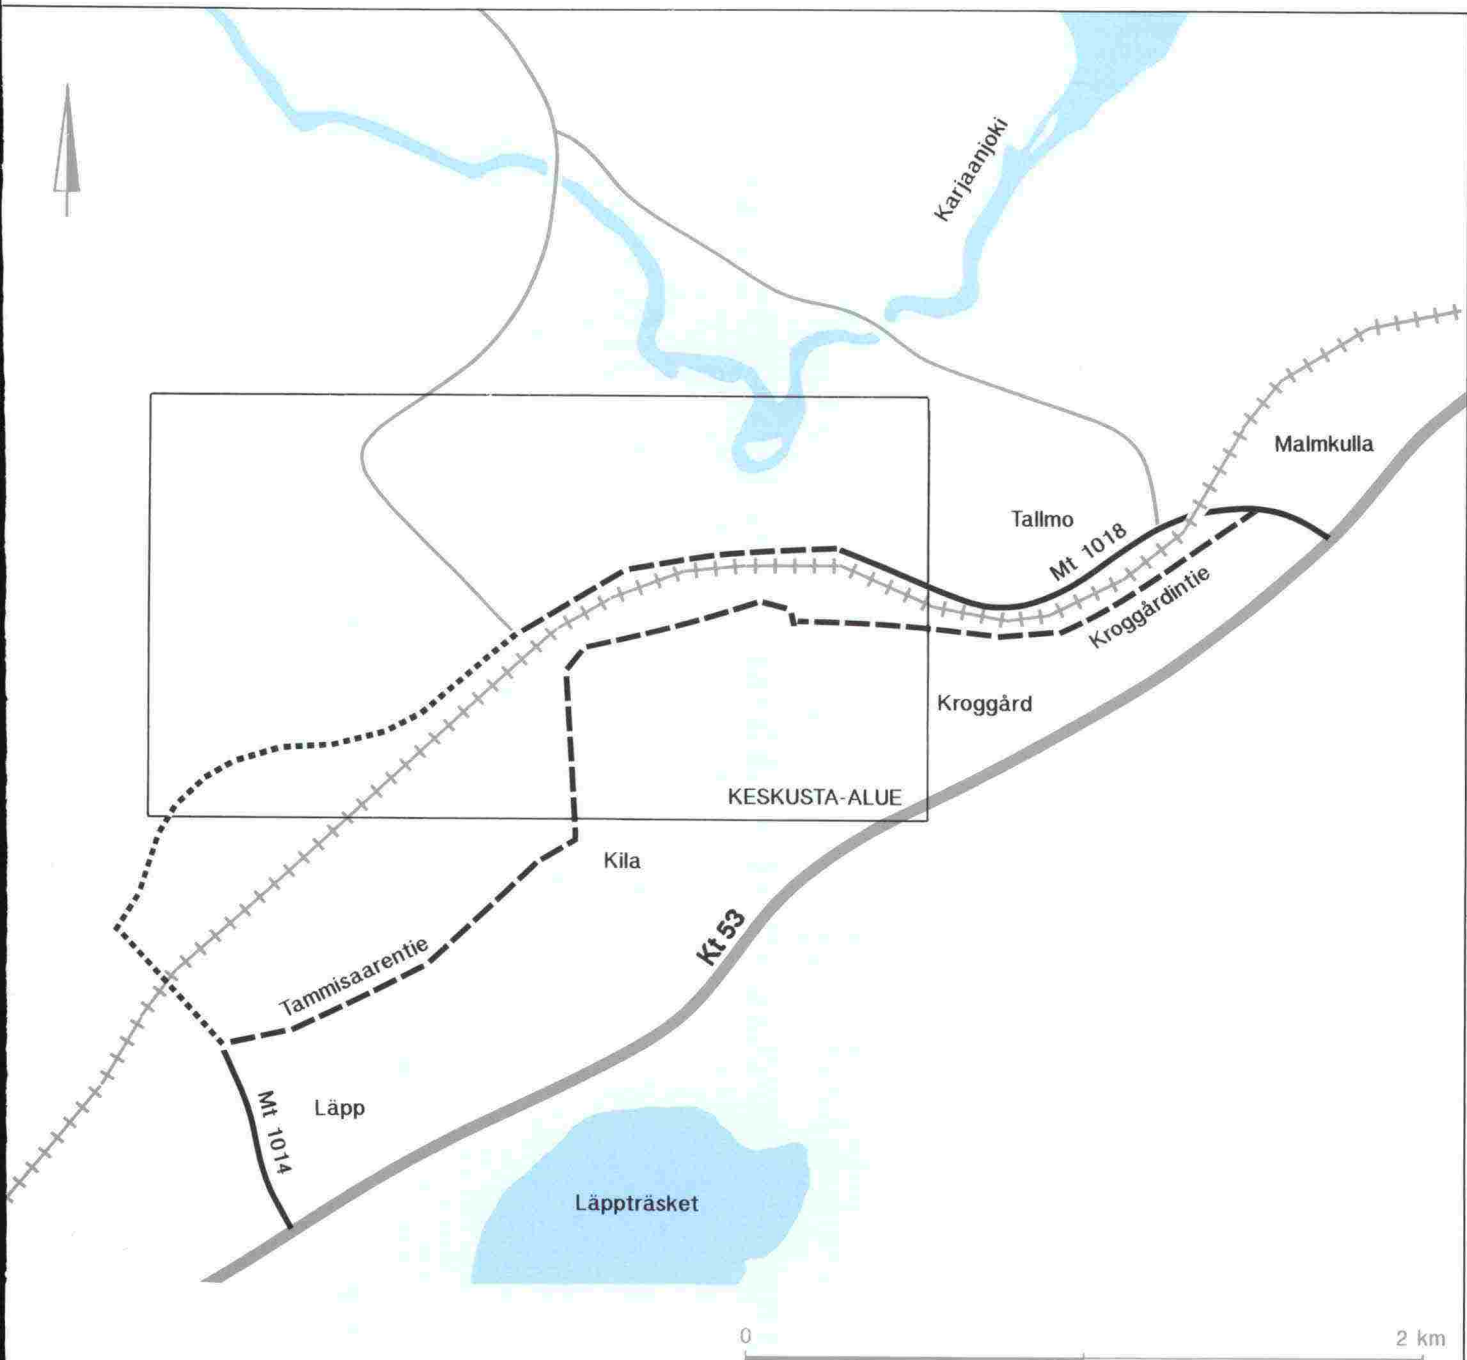 Karjaanjoki
Malmkulla
Tallmo
Mt 1018
Kroggårdintie
Kroggård
KESKUSTA-ALUE
Kila
Kt 53
Tammisaarentie
Mt 1014
Läpp
Läppträsket
0
2 km